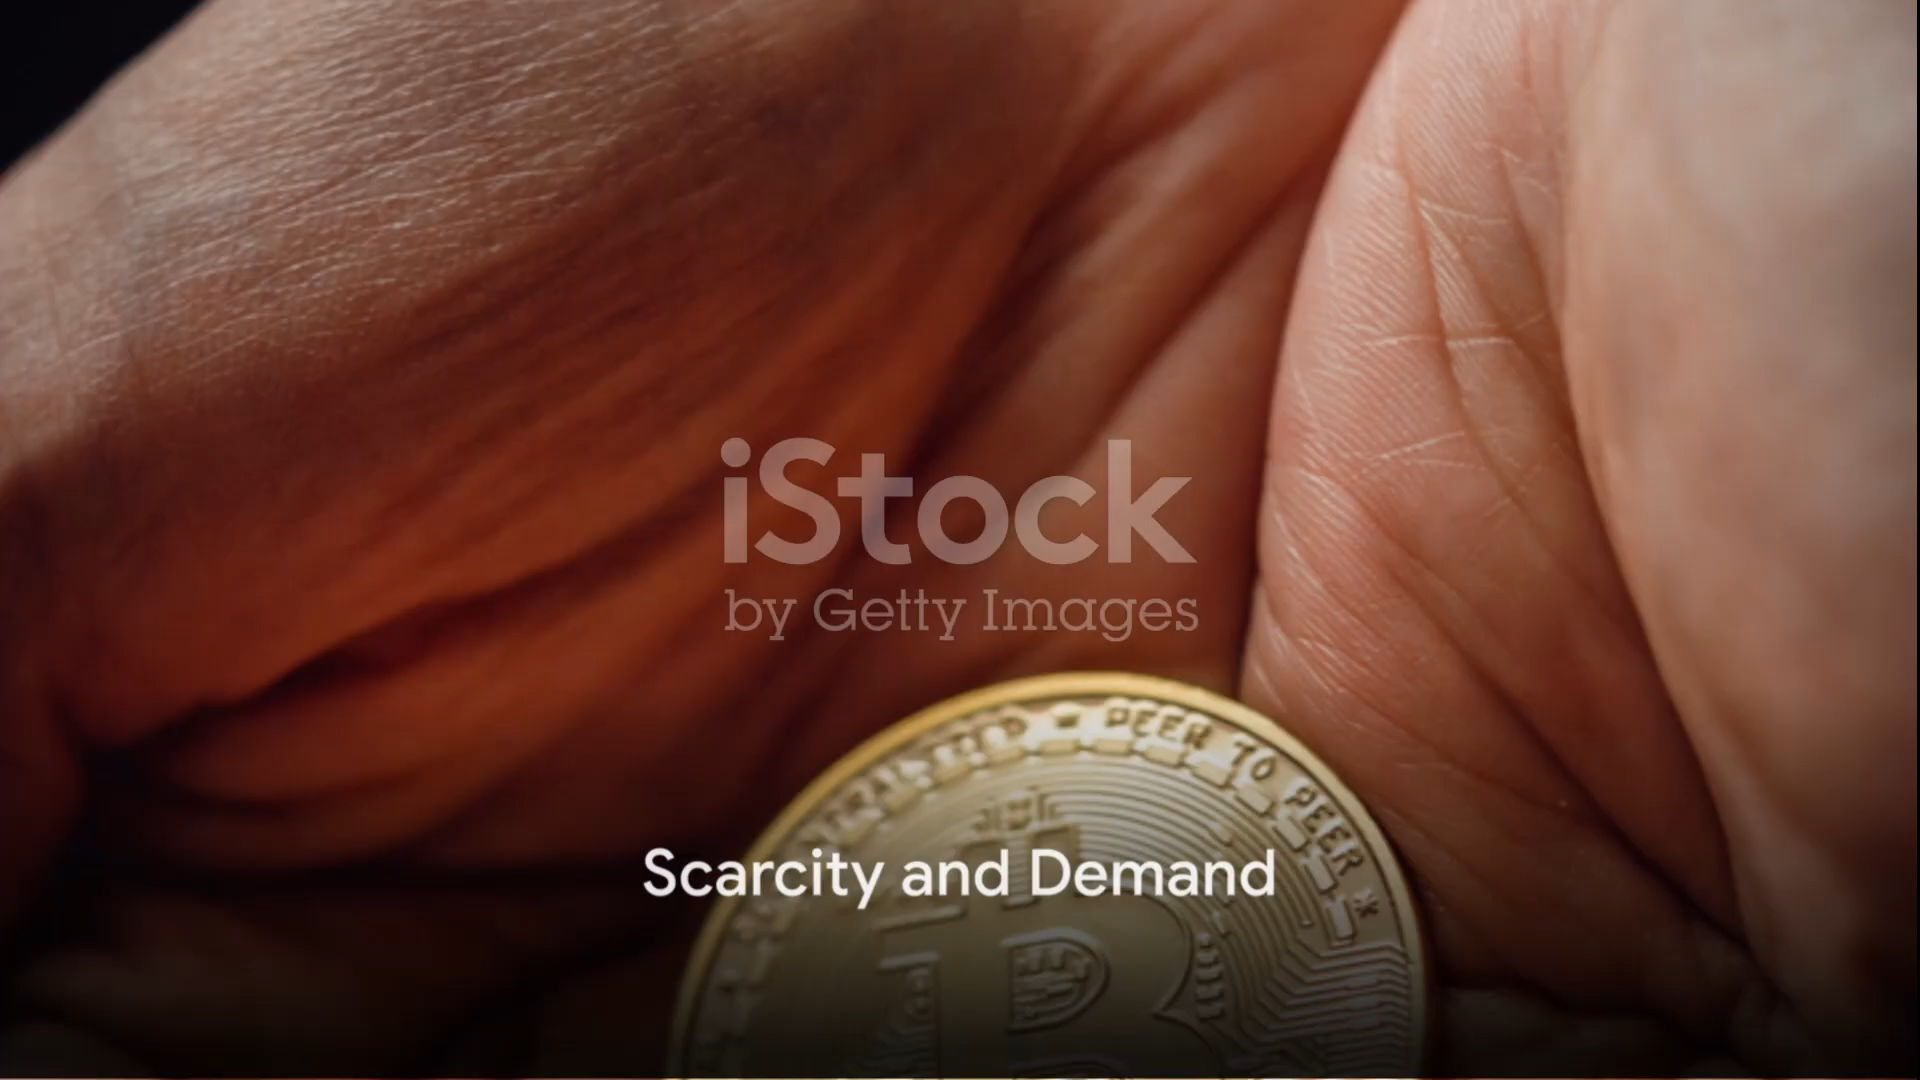 iStock
by Getty Images
PEER TO PEER *
Scarcity and Demand